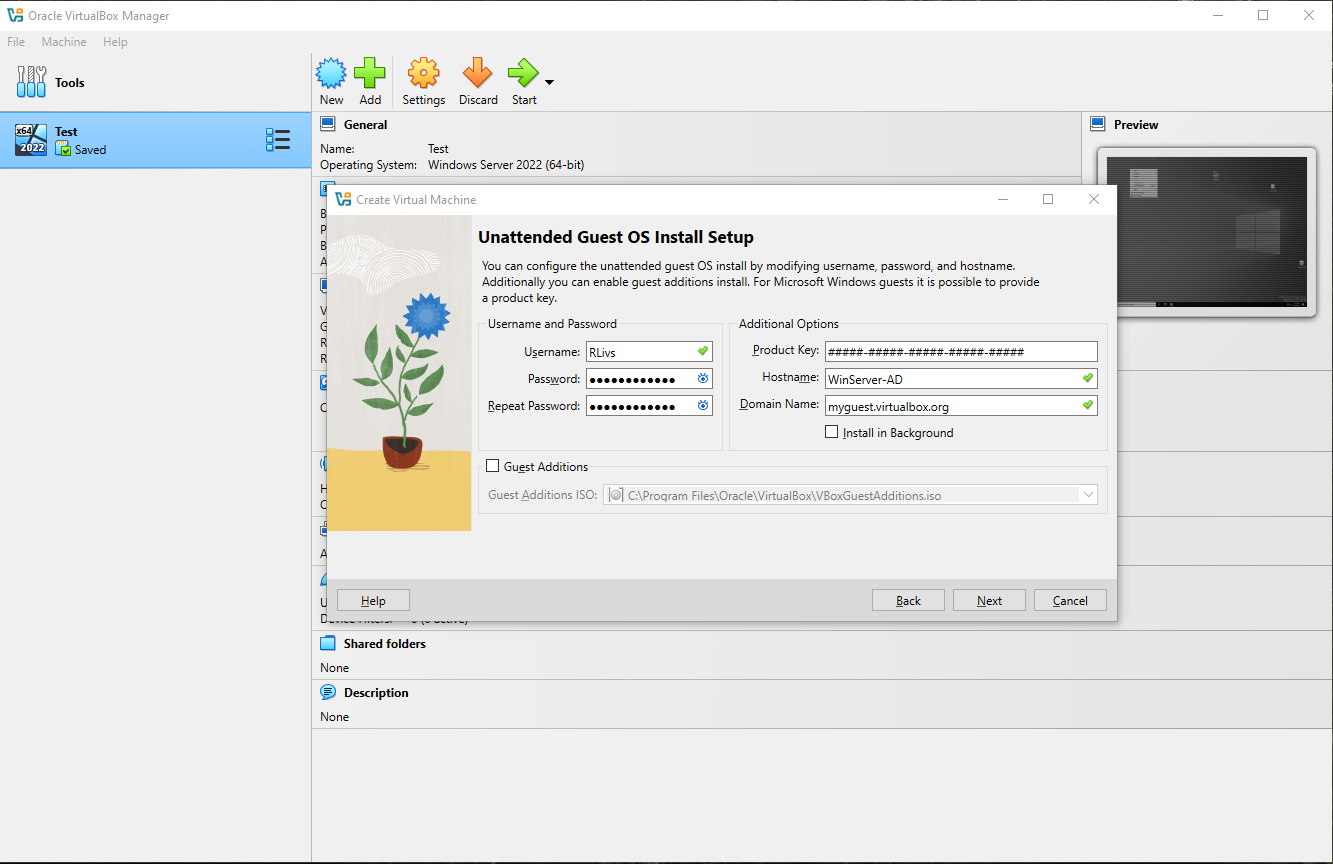 Oracle VirtualBox Manager
File Machine Help
Tools
New Add Settings Discard Start
x64 2022
Test
Saved
General
Name: Test
Operating System: Windows Server 2022 (64-bit)
Preview
Create Virtual Machine
Unattended Guest OS Install Setup
You can configure the unattended guest OS install by modifying username, password, and hostname.
Additionally you can enable guest additions install. For Microsoft Windows guests it is possible to provide
a product key.
Username and Password
Username: RLivs
Password: ●●●●●●●●●●●●
Repeat Password: ●●●●●●●●●●●●
Additional Options
Product Key: #####-#####-#####-#####-#####
Hostname: WinServer-AD
Domain Name: myguest.virtualbox.org
Install in Background
Guest Additions
Guest Additions ISO: C:\Program Files\Oracle\VirtualBox\VBoxGuestAdditions.iso
Help Back Next Cancel
Shared folders
None
Description
None